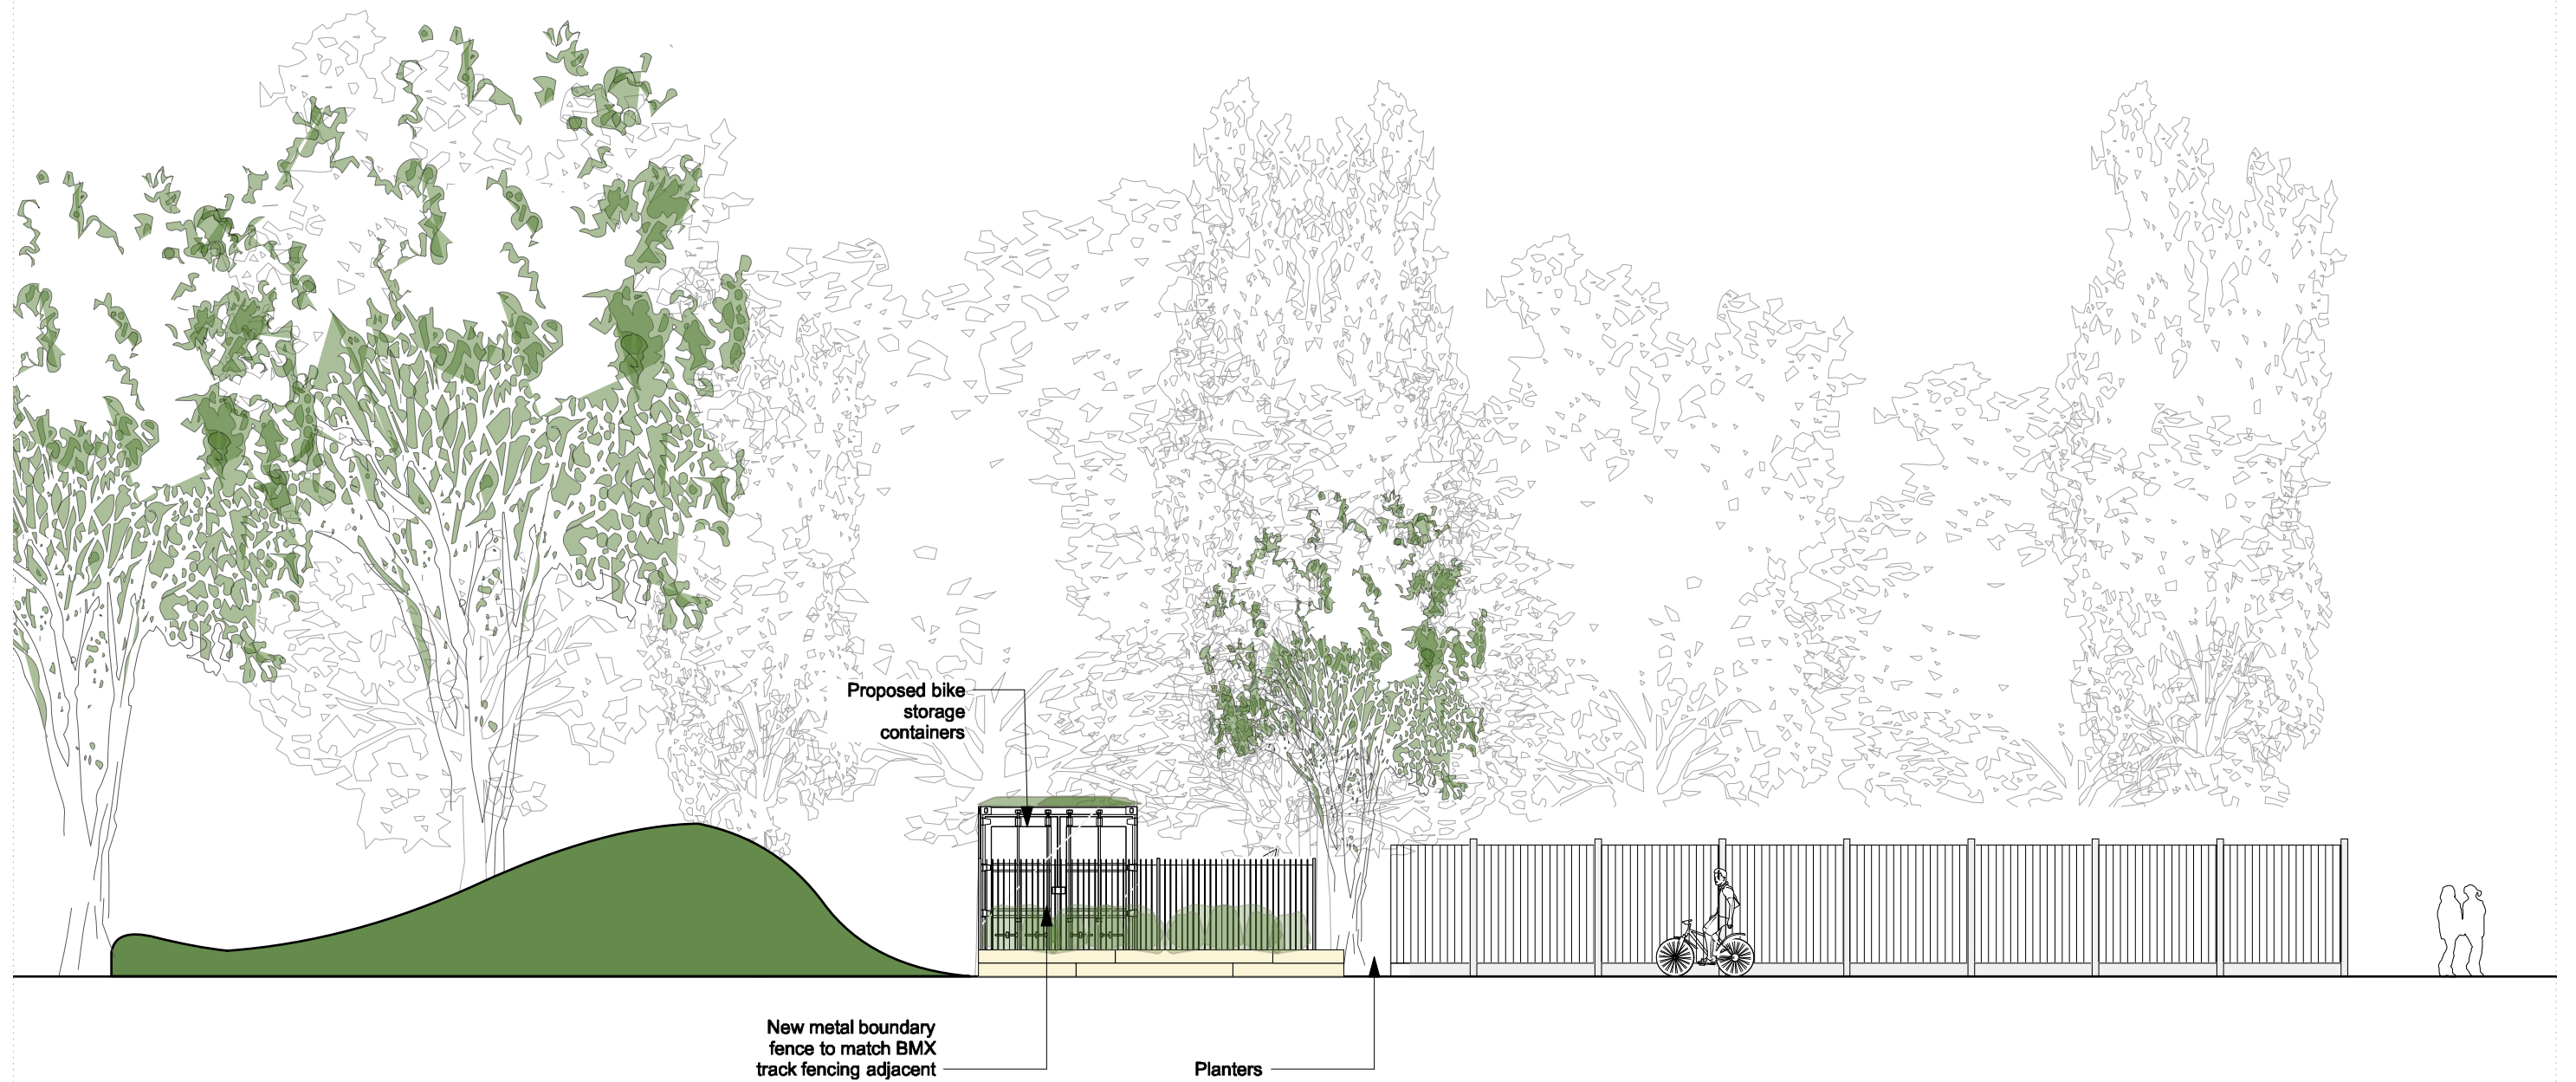 Proposed bike
storage
containers
New metal boundary
fence to match BMX
track fencing adjacent
Planters